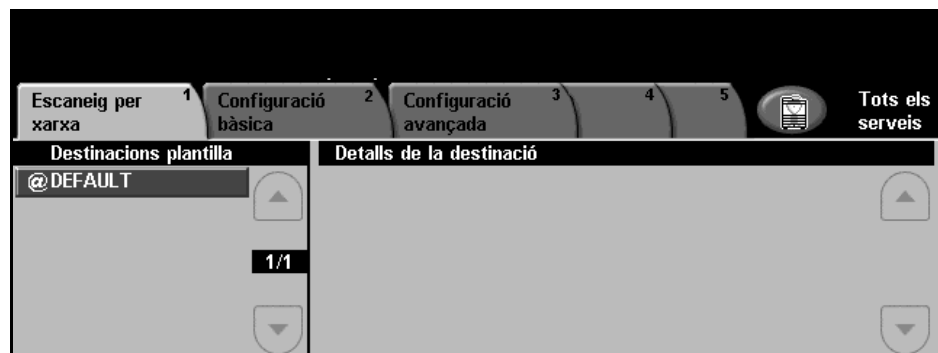 Escaneig per xarxa 1
Configuració bàsica 2
Configuració avançada 3
4
5
Tots els serveis
Destinacions plantilla
Detalls de la destinació
@DEFAULT
1/1